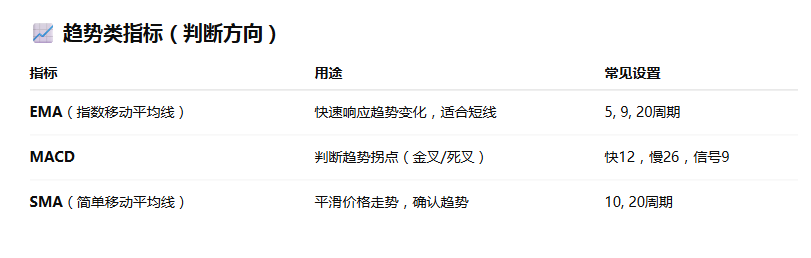 📈 趋势类指标（判断方向）
指标 用途 常见设置
EMA（指数移动平均线） 快速响应趋势变化，适合短线 5, 9, 20周期
MACD 判断趋势拐点（金叉/死叉） 快12，慢26，信号9
SMA（简单移动平均线） 平滑价格走势，确认趋势 10, 20周期